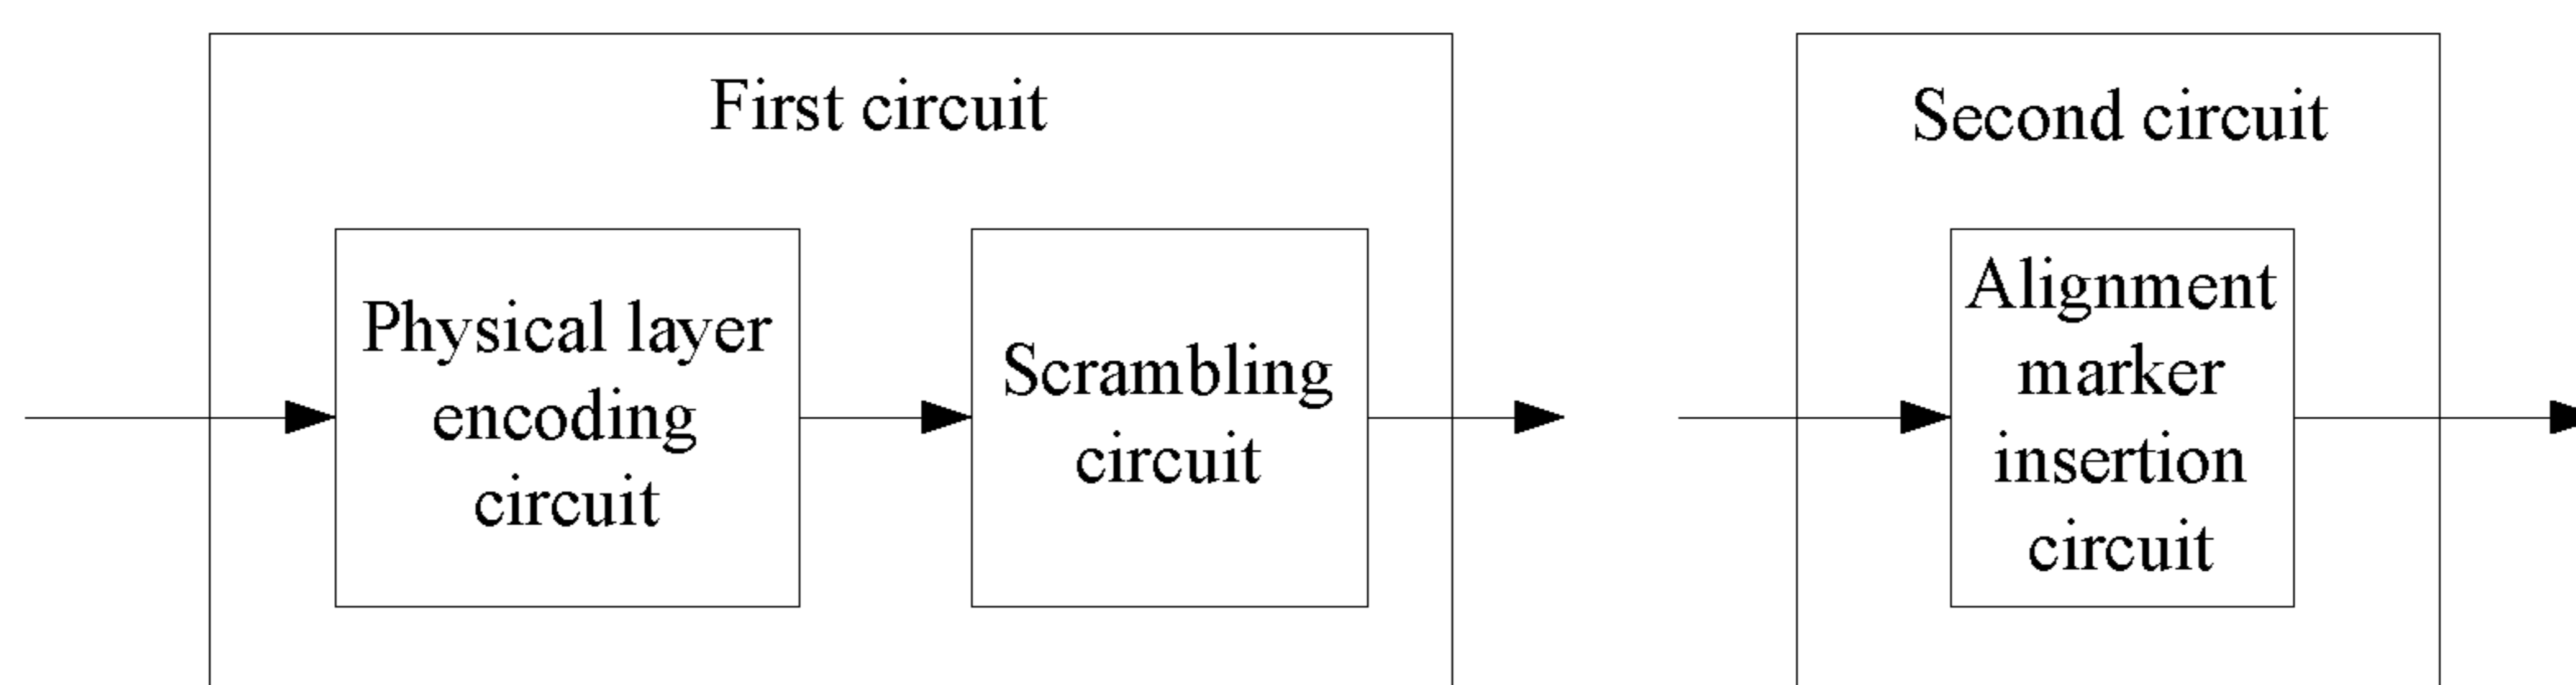 First circuit
Physical layer
encoding
circuit
Scrambling
circuit
Second circuit
Alignment
marker
insertion
circuit